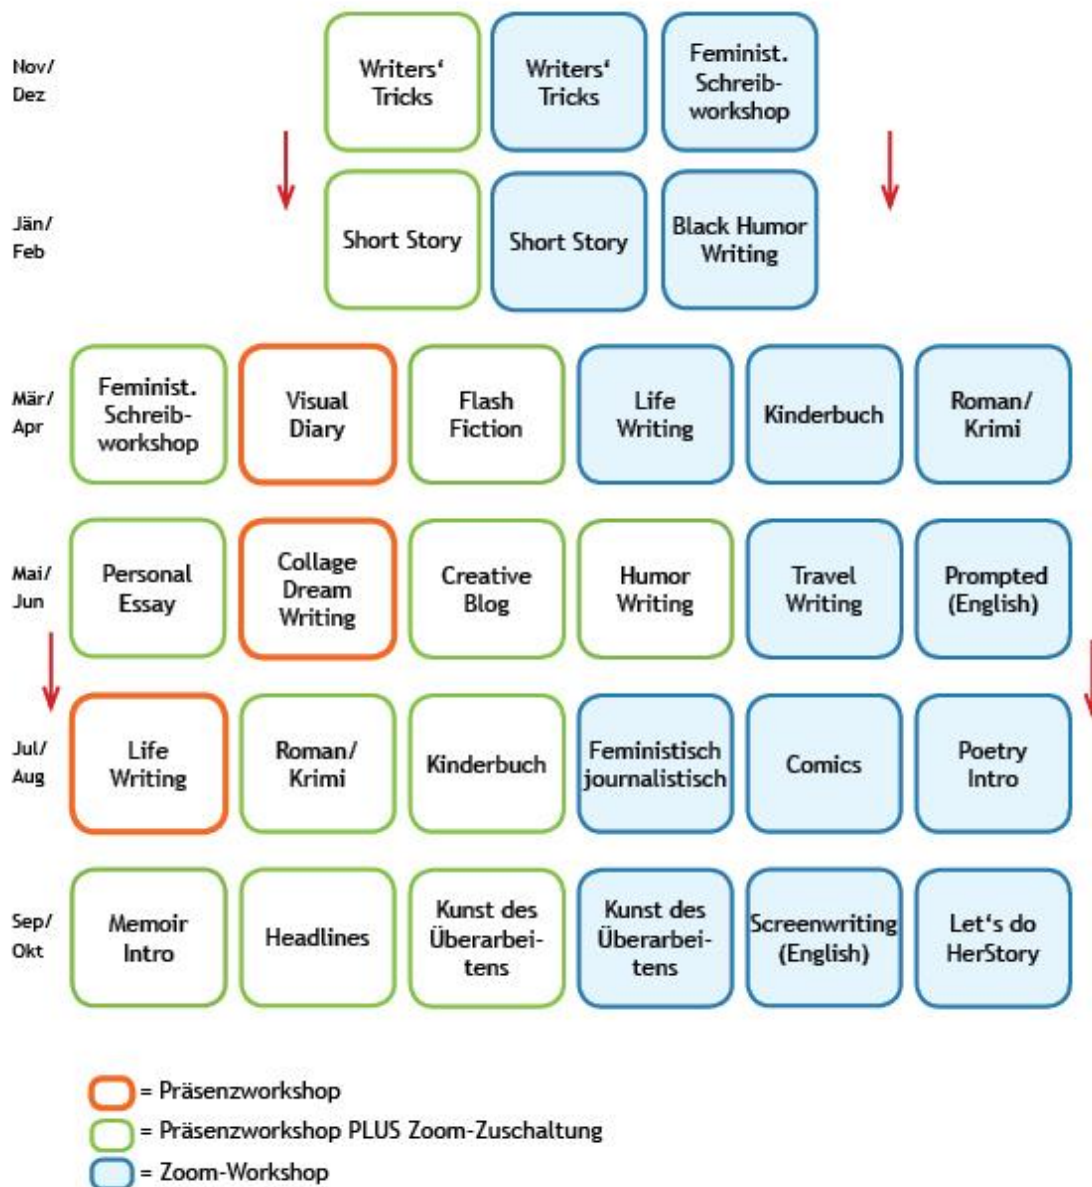 Nov/
Dez
Writers‘
Tricks
Writers‘
Tricks
Feminist.
Schreib-
workshop
Jän/
Feb
Short Story
Short Story
Black Humor
Writing
Mär/
Apr
Feminist.
Schreib-
workshop
Visual
Diary
Flash
Fiction
Life
Writing
Kinderbuch
Roman/
Krimi
Mai/
Jun
Personal
Essay
Collage
Dream
Writing
Creative
Blog
Humor
Writing
Travel
Writing
Prompted
(English)
Jul/
Aug
Life
Writing
Roman/
Krimi
Kinderbuch
Feministisch
journalistisch
Comics
Poetry
Intro
Sep/
Okt
Memoir
Intro
Headlines
Kunst des
Überarbei-
tens
Kunst des
Überarbei-
tens
Screenwriting
(English)
Let‘s do
HerStory
= Präsenzworkshop
= Präsenzworkshop PLUS Zoom-Zuschaltung
= Zoom-Workshop